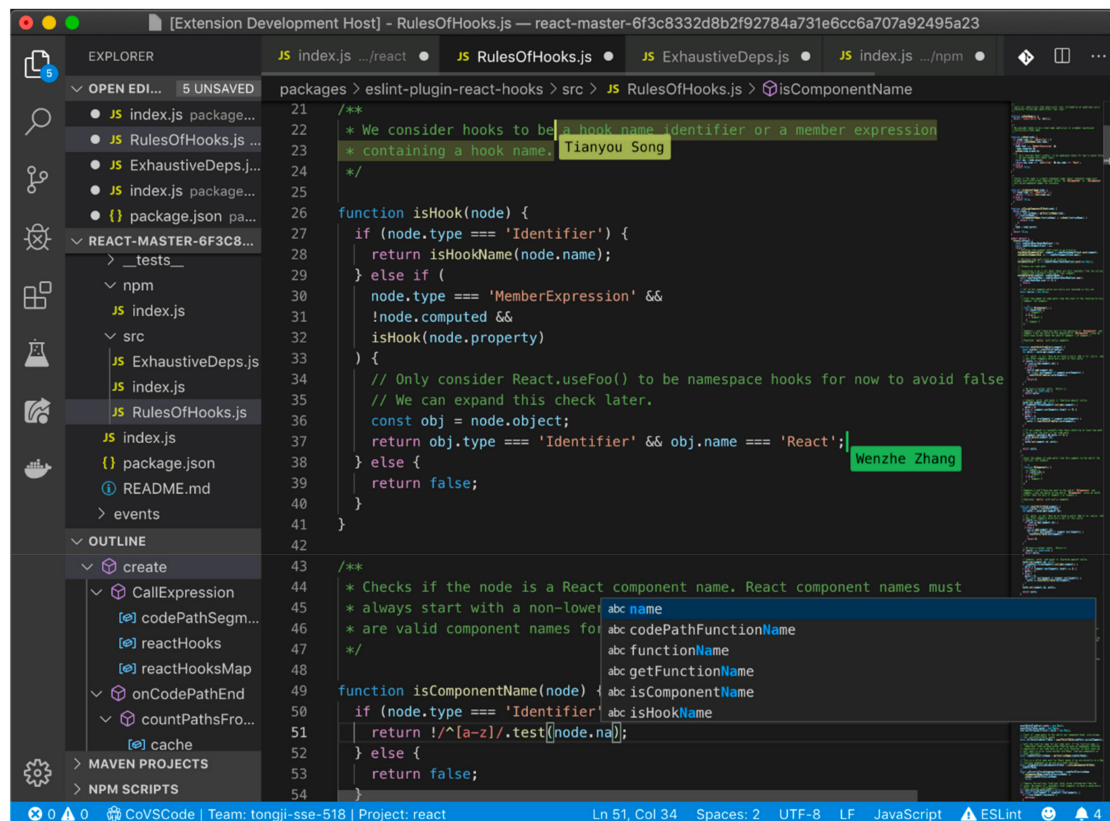 [Extension Development Host] - RulesOfHooks.js — react-master-6f3c8332d8b2f92784a731e6cc6a707a92495a23
5
EXPLORER
JS index.js .../react ●
JS RulesOfHooks.js ●
JS ExhaustiveDeps.js ●
JS index.js .../npm ●
OPEN EDI... 5 UNSAVED
● JS index.js package...
● JS RulesOfHooks.js ...
● JS ExhaustiveDeps.j...
● JS index.js package...
● {} package.json pa...
REACT-MASTER-6F3C8...
> __tests__
npm
JS index.js
src
JS ExhaustiveDeps.js
JS index.js
JS RulesOfHooks.js
JS index.js
{} package.json
README.md
> events
OUTLINE
create
CallExpression
codePathSegm...
reactHooks
reactHooksMap
onCodePathEnd
countPathsFro...
cache
> MAVEN PROJECTS
> NPM SCRIPTS
packages > eslint-plugin-react-hooks > src > JS RulesOfHooks.js > isComponentName
21 /**
22 * We consider hooks to be a hook name identifier or a member expression
23 * containing a hook name.
Tianyou Song
24 */
25
26 function isHook(node) {
27 if (node.type === 'Identifier') {
28 return isHookName(node.name);
29 } else if (
30 node.type === 'MemberExpression' &&
31 !node.computed &&
32 isHook(node.property)
33 ) {
34 // Only consider React.useFoo() to be namespace hooks for now to avoid false
35 // We can expand this check later.
36 const obj = node.object;
37 return obj.type === 'Identifier' && obj.name === 'React';
Wenzhe Zhang
38 } else {
39 return false;
40 }
41 }
42
43 /**
44 * Checks if the node is a React component name. React component names must
45 * always start with a non-lower
46 * are valid component names for
47 */
48
49 function isComponentName(node) {
50 if (node.type === 'Identifier'
51 return !/^[a-z]/.test(node.na);
52 } else {
53 return false;
54 }
abc name
abc codePathFunctionName
abc functionName
abc getFunctionName
abc isComponentName
abc isHookName
0 0 CoVSCode | Team: tongji-sse-518 | Project: react
Ln 51, Col 34 Spaces: 2 UTF-8 LF JavaScript ESLint 4